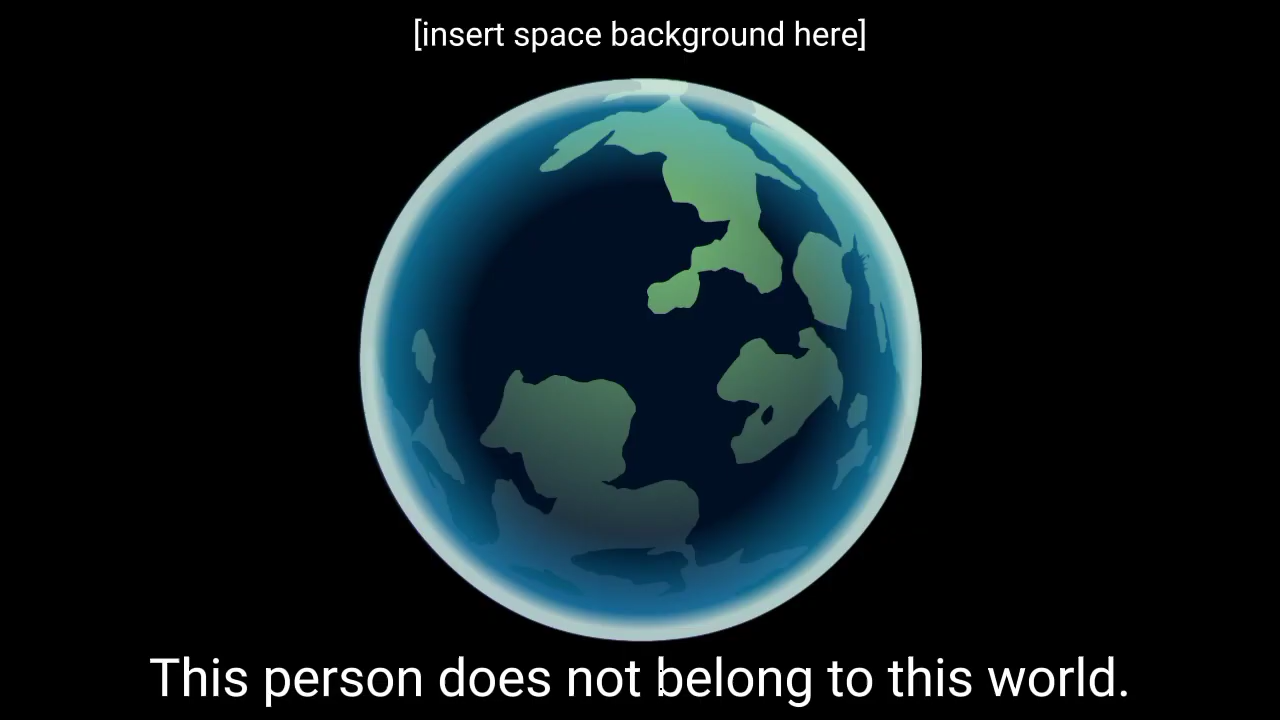 [insert space background here]
This person does not belong to this world.